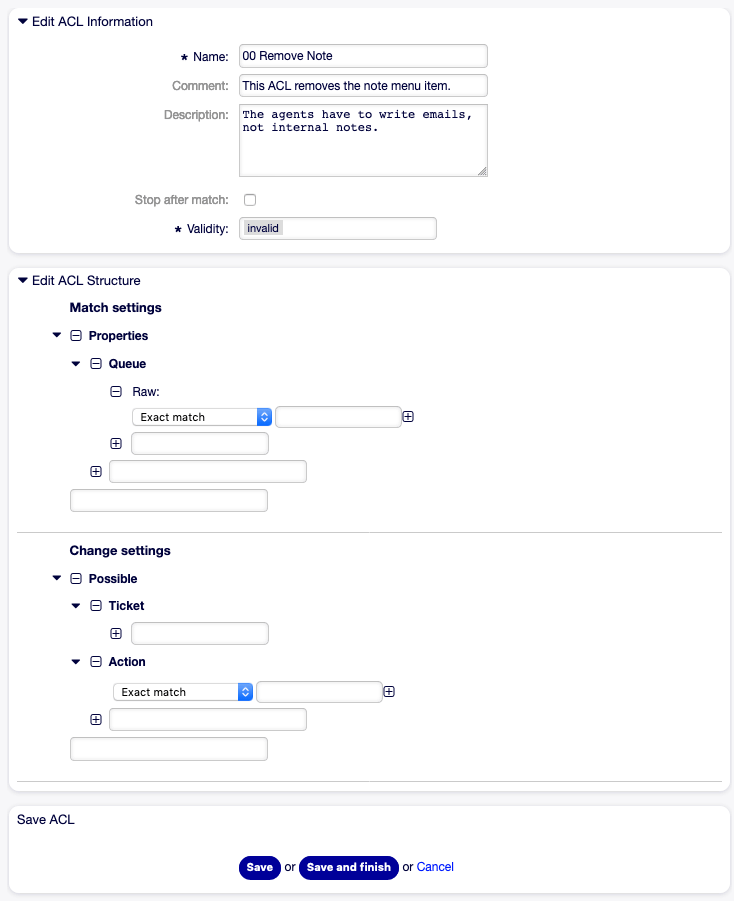 Edit ACL Information
★ Name: 00 Remove Note
Comment: This ACL removes the note menu item.
Description: The agents have to write emails,
not internal notes.
Stop after match:
★ Validity: invalid
Edit ACL Structure
Match settings
Properties
Queue
Raw:
Exact match
Change settings
Possible
Ticket
Action
Exact match
Save ACL
Save or Save and finish or Cancel